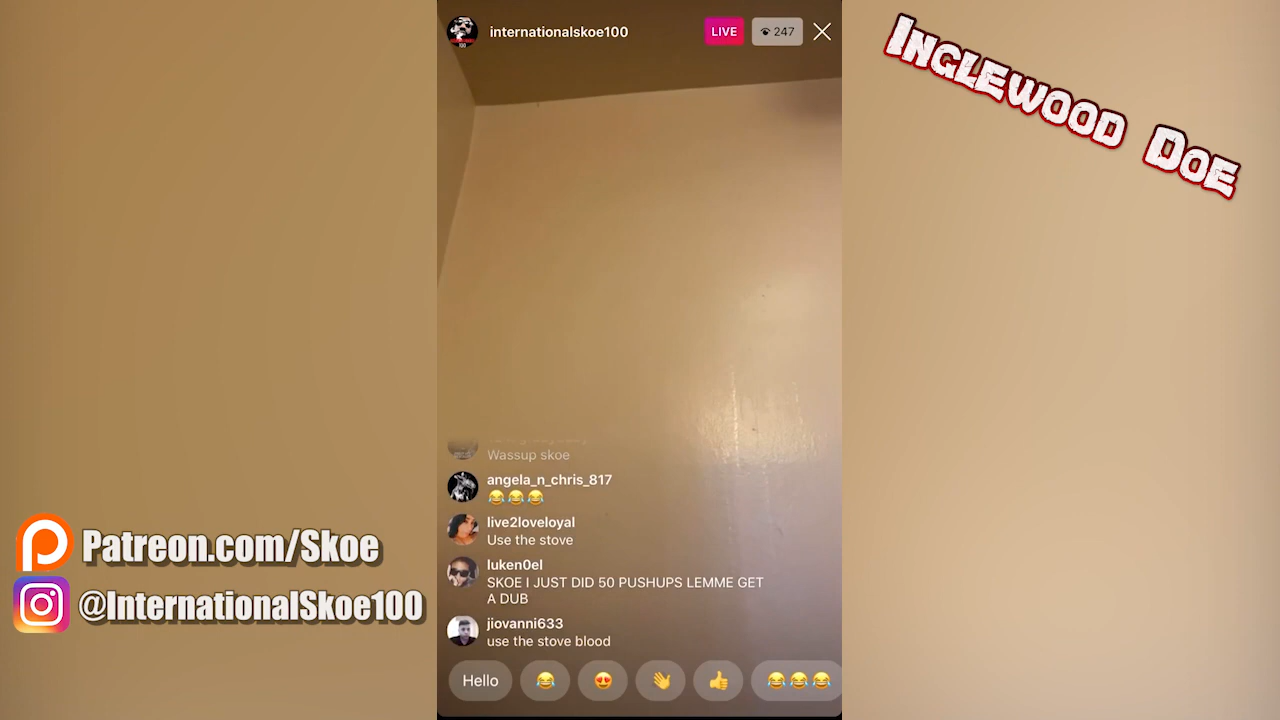 internationalskoe100
LIVE
247
Inglewood Doe
Wassup skoe
angela_n_chris_817
😂😂😂
live2loveloyal
Use the stove
luken0el
SKOE I JUST DID 50 PUSHUPS LEMME GET
A DUB
jiovanni633
use the stove blood
Hello 😂 😍 👋 👍 😂😂😂
Patreon.com/Skoe
@InternationalSkoe100